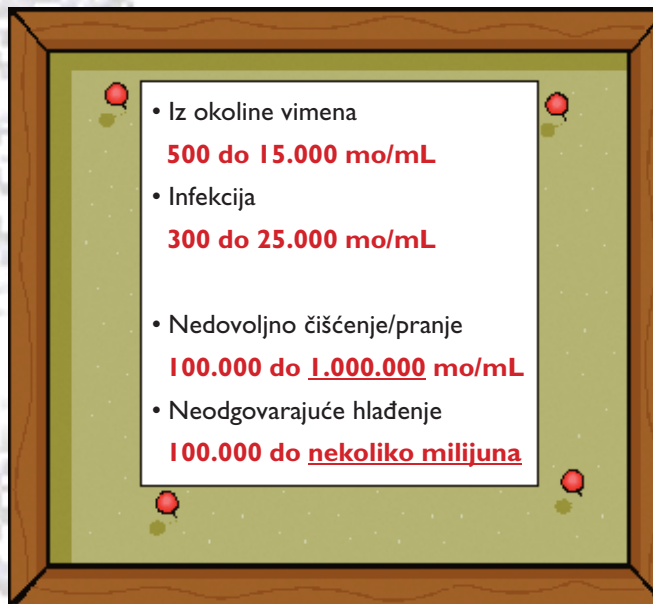 • Iz okoline vimena
500 do 15.000 mo/mL
• Infekcija
300 do 25.000 mo/mL
• Nedovoljno čišćenje/pranje
100.000 do 1.000.000 mo/mL
• Neodgovarajuće hlađenje
100.000 do nekoliko milijuna